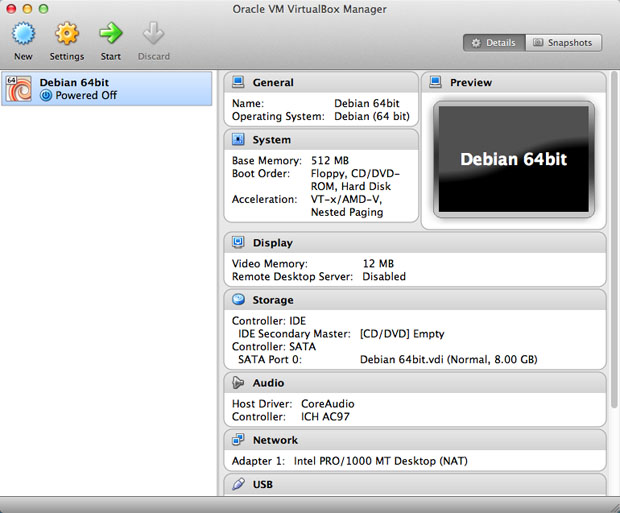 Oracle VM VirtualBox Manager
New
Settings
Start
Discard
Details
Snapshots
64
Debian 64bit
Powered Off
General
Name: Debian 64bit
Operating System: Debian (64 bit)
Preview
Debian 64bit
System
Base Memory: 512 MB
Boot Order: Floppy, CD/DVD-
ROM, Hard Disk
Acceleration: VT-x/AMD-V,
Nested Paging
Display
Video Memory: 12 MB
Remote Desktop Server: Disabled
Storage
Controller: IDE
IDE Secondary Master: [CD/DVD] Empty
Controller: SATA
SATA Port 0: Debian 64bit.vdi (Normal, 8.00 GB)
Audio
Host Driver: CoreAudio
Controller: ICH AC97
Network
Adapter 1: Intel PRO/1000 MT Desktop (NAT)
USB